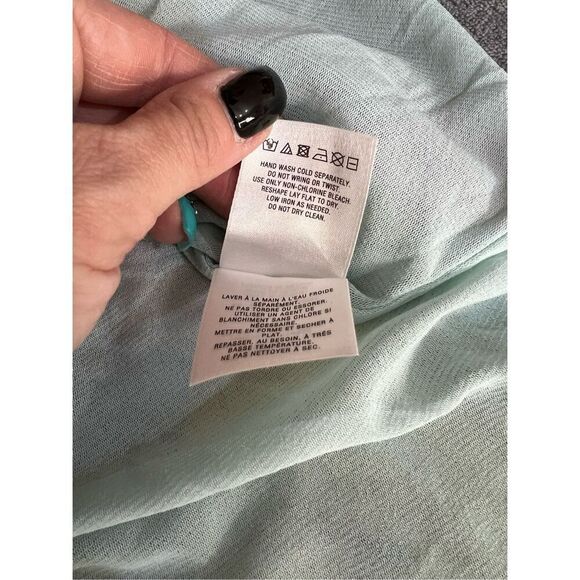 HAND WASH COLD SEPARATELY.
DO NOT WRING OR TWIST.
USE ONLY NON-CHLORINE BLEACH.
RESHAPE LAY FLAT TO DRY.
LOW IRON AS NEEDED.
DO NOT DRY CLEAN.
LAVER À LA MAIN À L'EAU FROIDE
SÉPARÉMENT.
NE PAS TORDRE OU ESSORER.
UTILISER UN AGENT DE
BLANCHIMENT SANS CHLORE SI
NÉCESSAIRE.
METTRE EN FORME ET SÉCHER À
PLAT.
REPASSER, AU BESOIN, À TRÈS
BASSE TEMPÉRATURE.
NE PAS NETTOYER À SEC.